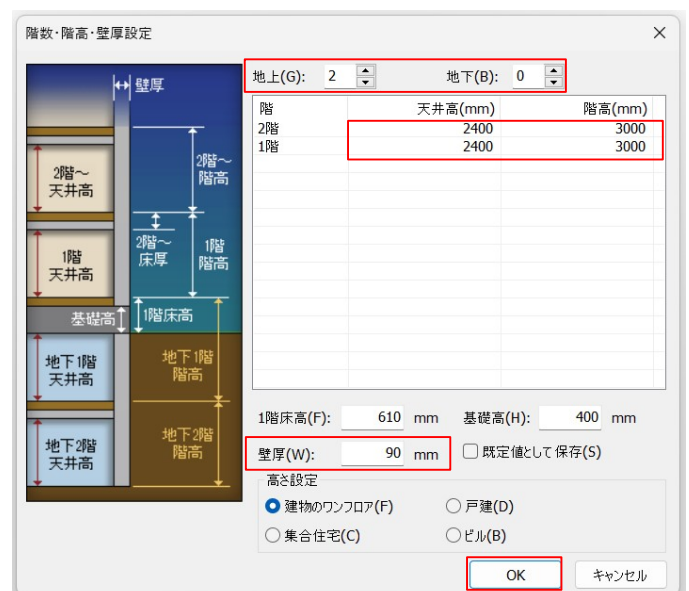 階数・階高・壁厚設定
壁厚
2階～
天井高
2階～
階高
2階～
床厚
1階
天井高
1階
階高
基礎高
1階床高
地下1階
天井高
地下1階
階高
地下2階
天井高
地下2階
階高
地上(G): 2 地下(B): 0
階 天井高(mm) 階高(mm)
2階 2400 3000
1階 2400 3000
1階床高(F): 610 mm 基礎高(H): 400 mm
壁厚(W): 90 mm 既定値として保存(S)
高さ設定
建物のワンフロア(F) 戸建(D)
集合住宅(C) ビル(B)
OK キャンセル